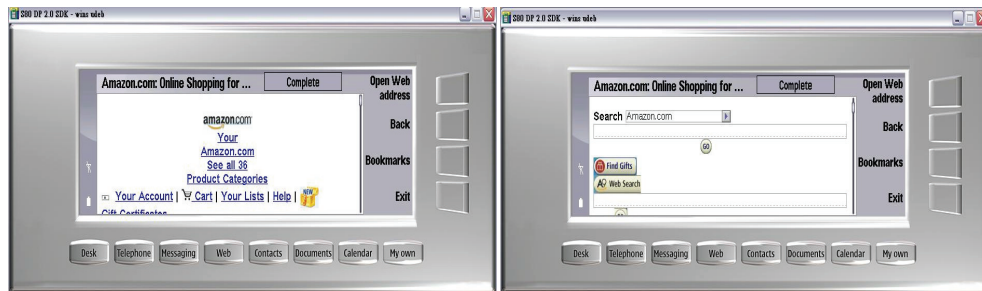 S80 DP 2.0 SDK - wins udeb
Amazon.com: Online Shopping for ...
Complete
Open Web address
amazon.com
Your
Amazon.com
See all 36
Product Categories
Your Account | Cart | Your Lists | Help | NEW
Gift Certificates
Back
Bookmarks
Exit
Desk
Telephone
Messaging
Web
Contacts
Documents
Calendar
My own
S80 DP 2.0 SDK - wins udeb
Amazon.com: Online Shopping for ...
Complete
Open Web address
Search Amazon.com
GO
Find Gifts
A9 Web Search
Back
Bookmarks
Exit
Desk
Telephone
Messaging
Web
Contacts
Documents
Calendar
My own